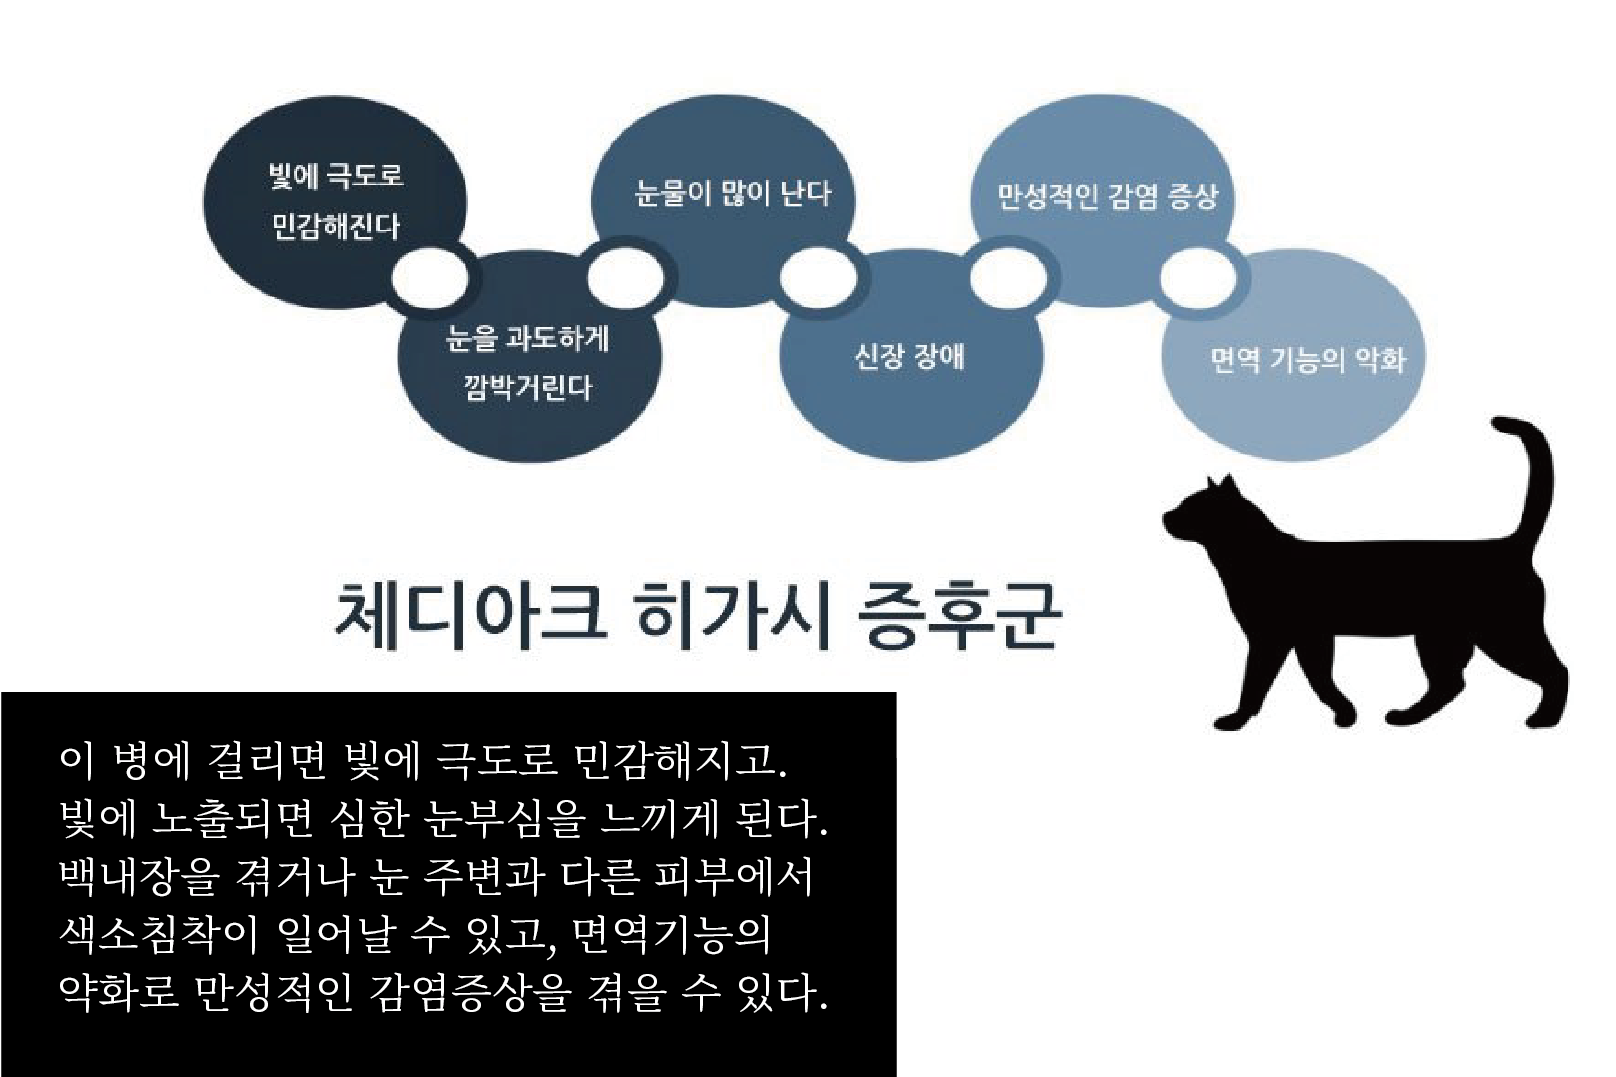 빛에 극도로
민감해진다
눈을 과도하게
깜박거린다
눈물이 많이 난다
신장 장애
만성적인 감염 증상
면역 기능의 악화
체디아크 히가시 증후군
이 병에 걸리면 빛에 극도로 민감해지고.
빛에 노출되면 심한 눈부심을 느끼게 된다.
백내장을 겪거나 눈 주변과 다른 피부에서
색소침착이 일어날 수 있고, 면역기능의
약화로 만성적인 감염증상을 겪을 수 있다.